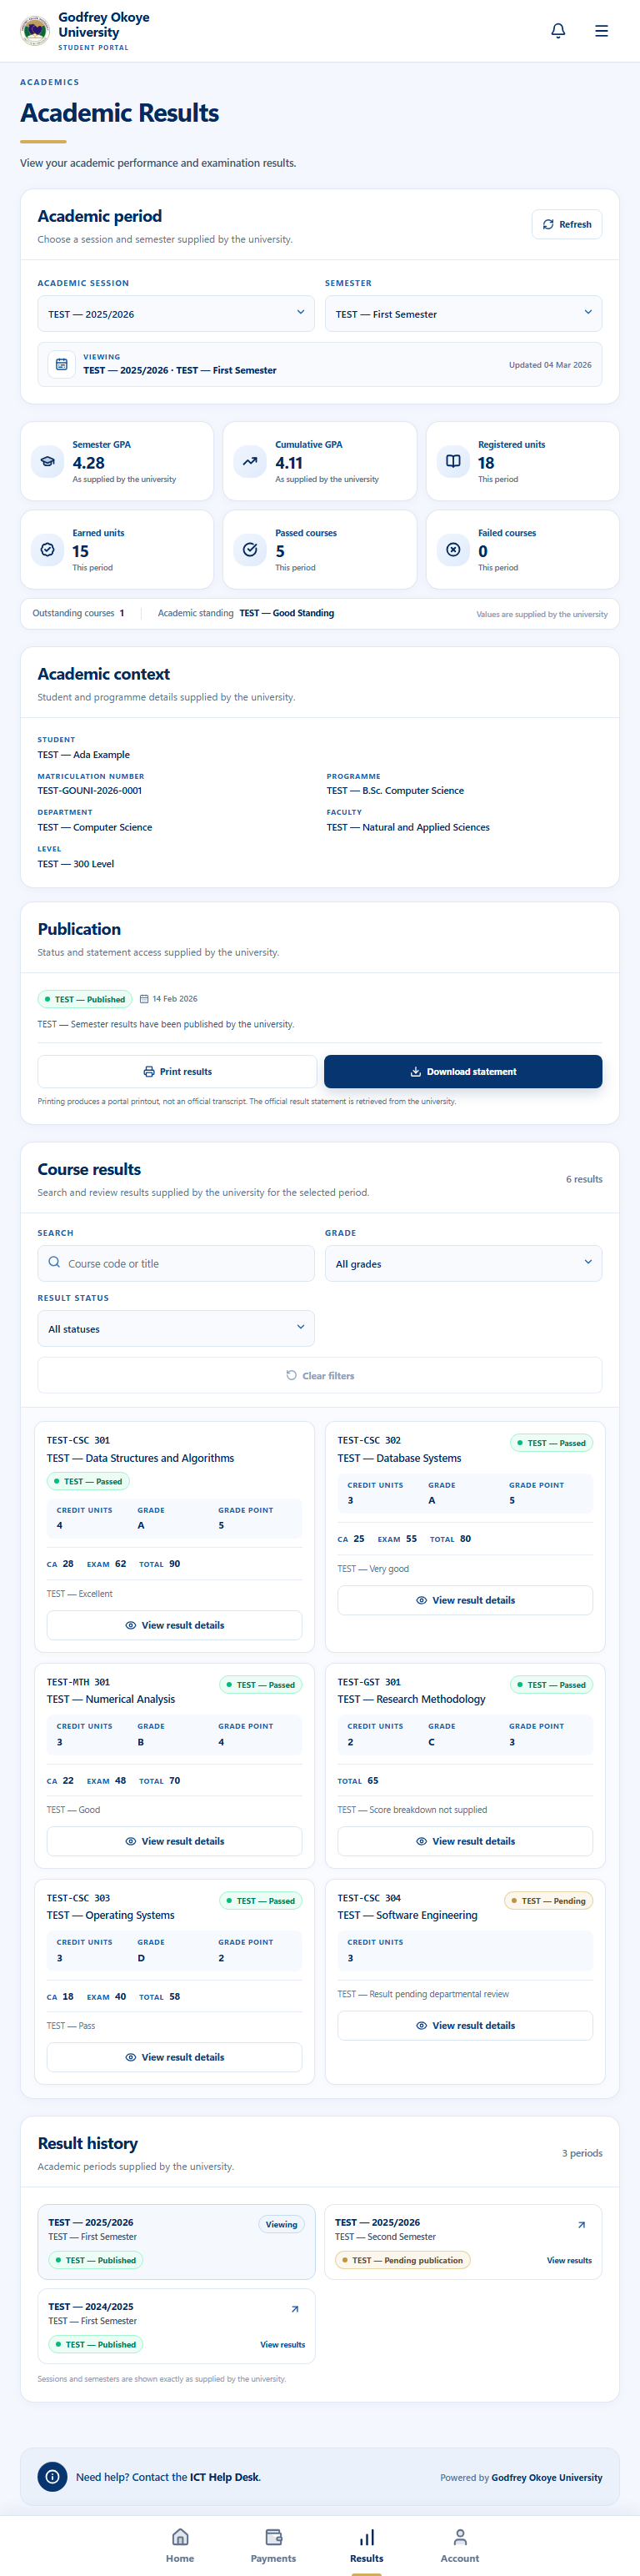 Godfrey Okoye
University
STUDENT PORTAL
ACADEMICS
Academic Results
View your academic performance and examination results.
Academic period
Choose a session and semester supplied by the university.
Refresh
ACADEMIC SESSION
SEMESTER
TEST — 2025/2026
TEST — First Semester
VIEWING
TEST — 2025/2026 · TEST — First Semester
Updated 04 Mar 2026
Semester GPA
4.28
As supplied by the university
Cumulative GPA
4.11
As supplied by the university
Registered units
18
This period
Earned units
15
This period
Passed courses
5
This period
Failed courses
0
This period
Outstanding courses 1
Academic standing TEST — Good Standing
Values are supplied by the university
Academic context
Student and programme details supplied by the university.
STUDENT
TEST — Ada Example
MATRICULATION NUMBER
TEST-GOUNI-2026-0001
PROGRAMME
TEST — B.Sc. Computer Science
DEPARTMENT
TEST — Computer Science
FACULTY
TEST — Natural and Applied Sciences
LEVEL
TEST — 300 Level
Publication
Status and statement access supplied by the university.
TEST — Published
14 Feb 2026
TEST — Semester results have been published by the university.
Print results
Download statement
Printing produces a portal printout, not an official transcript. The official result statement is retrieved from the university.
Course results
Search and review results supplied by the university for the selected period.
6 results
SEARCH
GRADE
Course code or title
All grades
RESULT STATUS
All statuses
Clear filters
TEST-CSC 301
TEST — Data Structures and Algorithms
TEST — Passed
CREDIT UNITS GRADE GRADE POINT
4 A 5
CA 28 EXAM 62 TOTAL 90
TEST — Excellent
View result details
TEST-CSC 302
TEST — Passed
TEST — Database Systems
CREDIT UNITS GRADE GRADE POINT
3 A 5
CA 25 EXAM 55 TOTAL 80
TEST — Very good
View result details
TEST-MTH 301
TEST — Passed
TEST — Numerical Analysis
CREDIT UNITS GRADE GRADE POINT
3 B 4
CA 22 EXAM 48 TOTAL 70
TEST — Good
View result details
TEST-GST 301
TEST — Passed
TEST — Research Methodology
CREDIT UNITS GRADE GRADE POINT
2 C 3
TOTAL 65
TEST — Score breakdown not supplied
View result details
TEST-CSC 303
TEST — Passed
TEST — Operating Systems
CREDIT UNITS GRADE GRADE POINT
3 D 2
CA 18 EXAM 40 TOTAL 58
TEST — Pass
View result details
TEST-CSC 304
TEST — Pending
TEST — Software Engineering
CREDIT UNITS
3
TEST — Result pending departmental review
View result details
Result history
Academic periods supplied by the university.
3 periods
TEST — 2025/2026
Viewing
TEST — First Semester
TEST — Published
TEST — 2025/2026
TEST — Second Semester
TEST — Pending publication
View results
TEST — 2024/2025
TEST — First Semester
TEST — Published
View results
Sessions and semesters are shown exactly as supplied by the university.
Need help? Contact the ICT Help Desk.
Powered by Godfrey Okoye University
Home
Payments
Results
Account